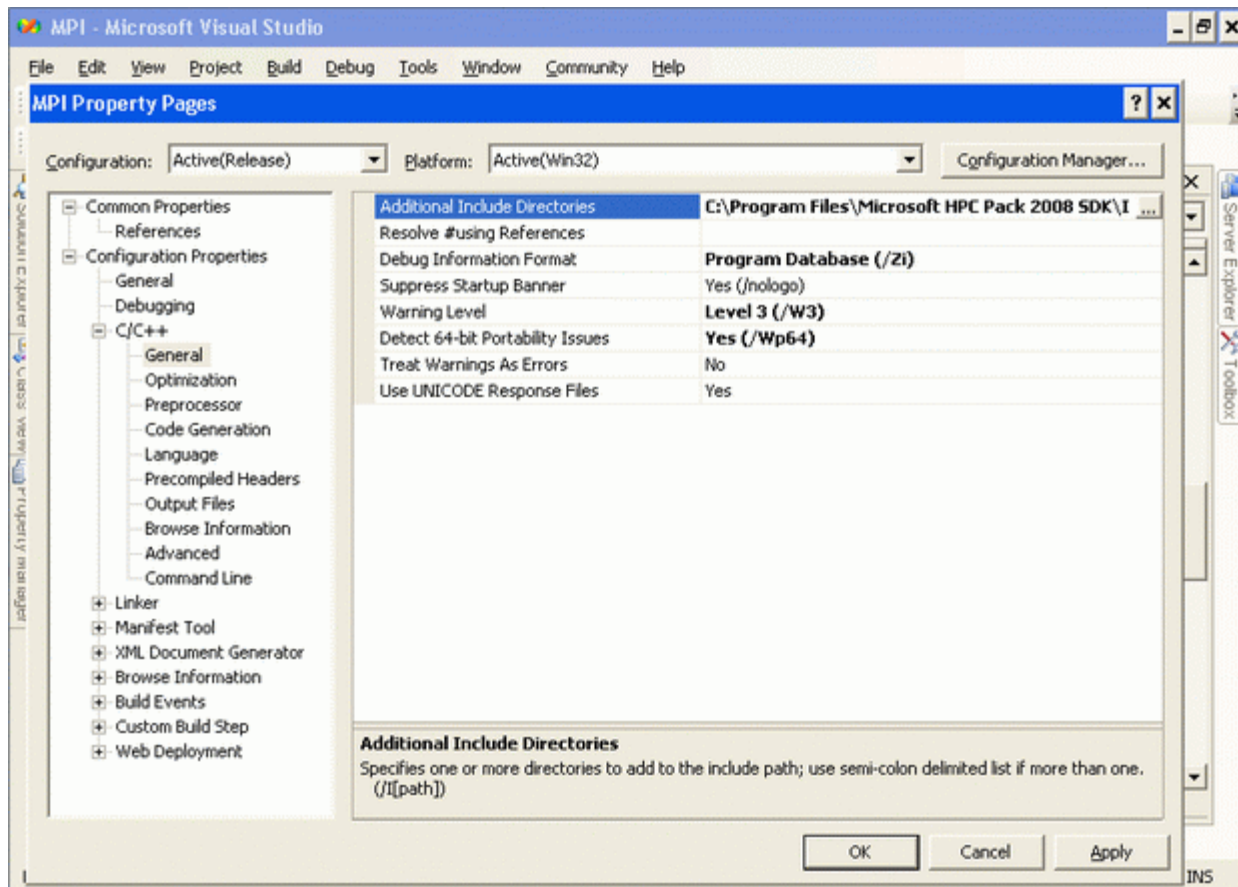 MPI - Microsoft Visual Studio
File Edit View Project Build Debug Tools Window Community Help
MPI Property Pages
Configuration: Active(Release) Platform: Active(Win32) Configuration Manager...
Common Properties
References
Configuration Properties
General
Debugging
C/C++
General
Optimization
Preprocessor
Code Generation
Language
Precompiled Headers
Output Files
Browse Information
Advanced
Command Line
Linker
Manifest Tool
XML Document Generator
Browse Information
Build Events
Custom Build Step
Web Deployment
Additional Include Directories C:\Program Files\Microsoft HPC Pack 2008 SDK\I ...
Resolve #using References
Debug Information Format Program Database (/Zi)
Suppress Startup Banner Yes (/nologo)
Warning Level Level 3 (/W3)
Detect 64-bit Portability Issues Yes (/Wp64)
Treat Warnings As Errors No
Use UNICODE Response Files Yes
Additional Include Directories
Specifies one or more directories to add to the include path; use semi-colon delimited list if more than one.
(/I[path])
OK Cancel Apply
Server Explorer
Toolbox
INS